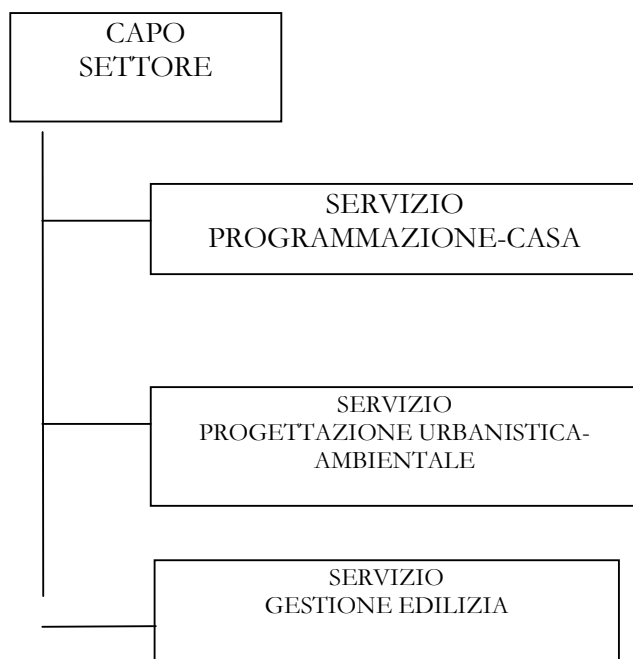 CAPO
SETTORE
SERVIZIO
PROGRAMMAZIONE-CASA
SERVIZIO
PROGETTAZIONE URBANISTICA-
AMBIENTALE
SERVIZIO
GESTIONE EDILIZIA